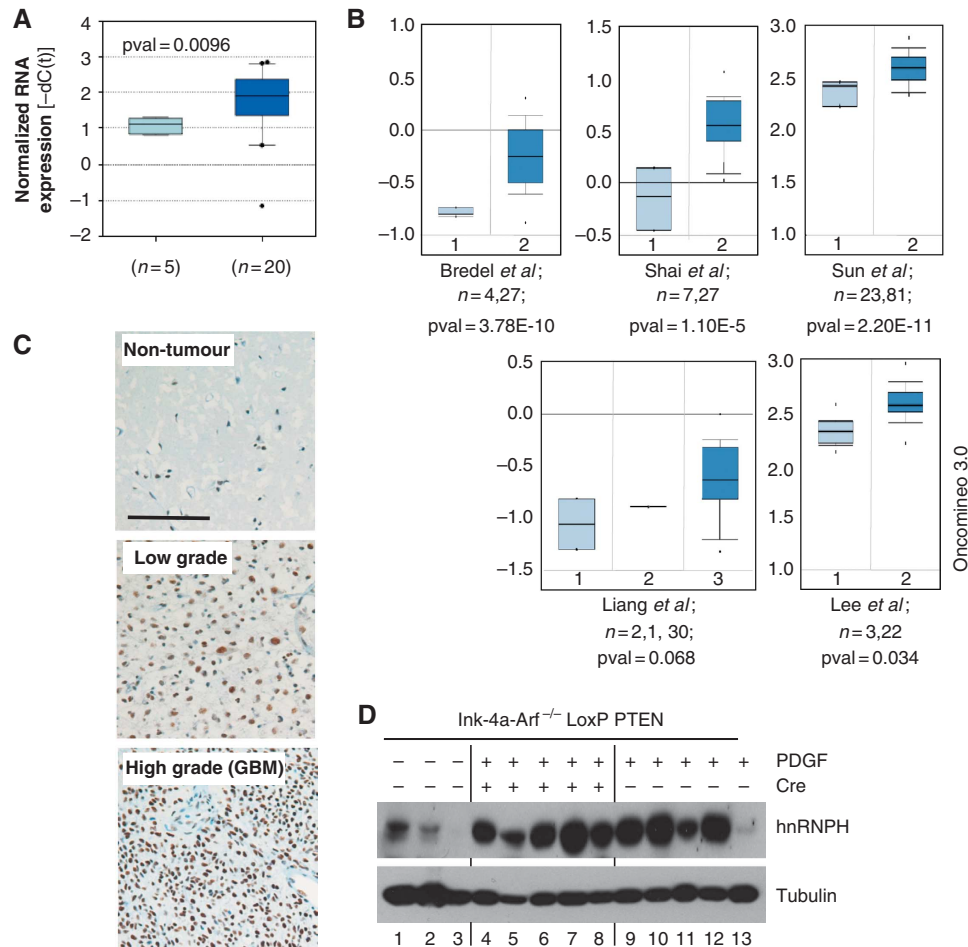 A
Normalized RNA
expression [–dC(t)]
4
3
2
1
0
–1
–2
pval = 0.0096
(n=5) (n=20)
B
1.0
0.5
0.0
–0.5
–1.0
1 2
Bredel et al;
n=4,27;
pval=3.78E-10
1.5
1.0
0.5
0.0
–0.5
1 2
Shai et al;
n=7,27
pval=1.10E-5
3.0
2.5
2.0
1.5
1.0
1 2
Sun et al;
n=23,81;
pval=2.20E-11
0.5
0.0
–0.5
–1.0
–1.5
1 2 3
Liang et al;
n=2,1, 30;
pval=0.068
3.0
2.5
2.0
1.5
1.0
1 2
Lee et al;
n=3,22
pval=0.034
Oncomineo 3.0
C
Non-tumour
Low grade
High grade (GBM)
D
Ink-4a-Arf–/– LoxP PTEN
– – – + + + + + + + + + + PDGF
– – – + + + + + – – – – + Cre
hnRNPH
Tubulin
1 2 3 4 5 6 7 8 9 10 11 12 13